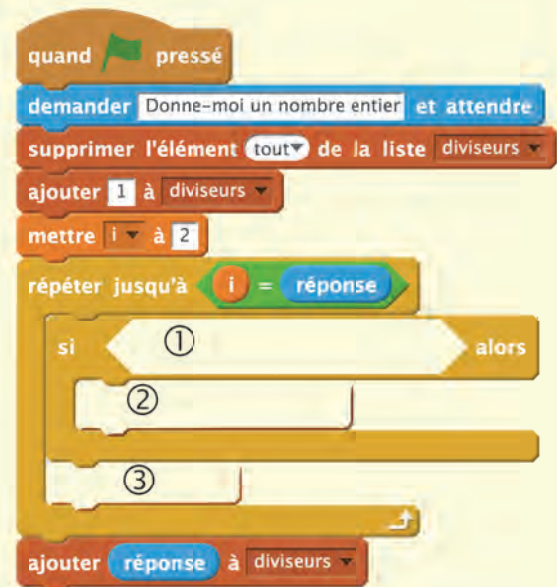 quand pressé
demander Donne-moi un nombre entier et attendre
supprimer l'élément tout de la liste diviseurs
ajouter 1 à diviseurs
mettre i à 2
répéter jusqu'à i = réponse
si ① alors
②
③
ajouter réponse à diviseurs